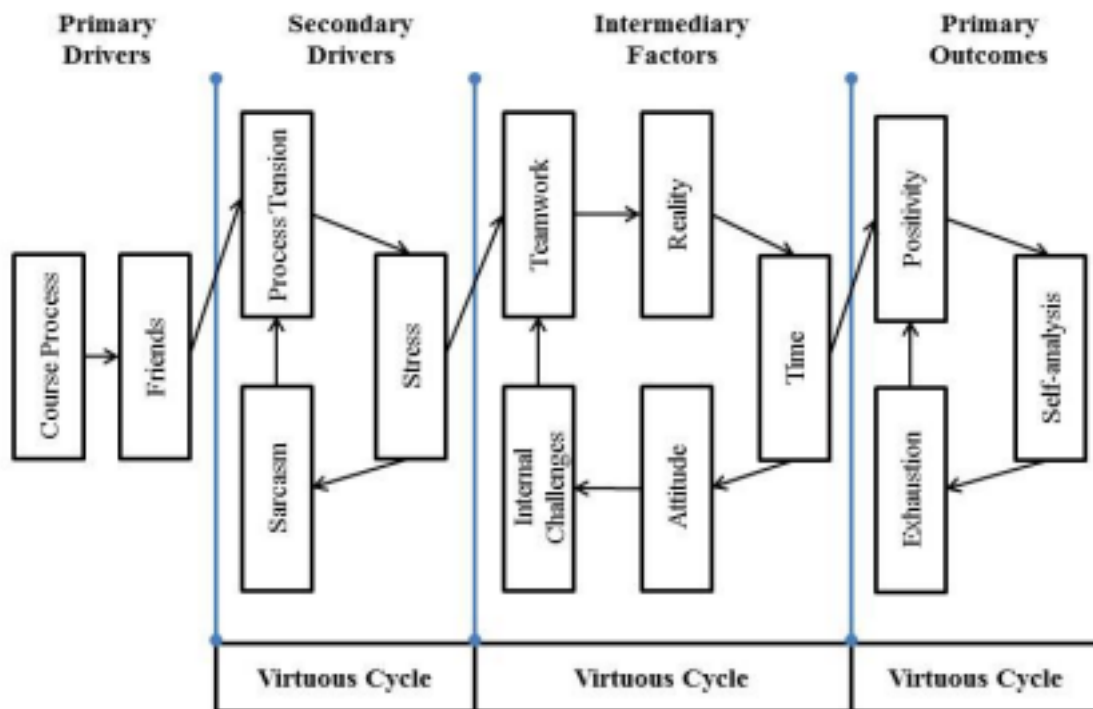 Primary
Drivers
Secondary
Drivers
Intermediary
Factors
Primary
Outcomes
Course Process
Friends
Process Tension
Sarcasm
Stress
Teamwork
Internal
Challenges
Reality
Attitude
Time
Positivity
Exhaustion
Self-analysis
Virtuous Cycle
Virtuous Cycle
Virtuous Cycle